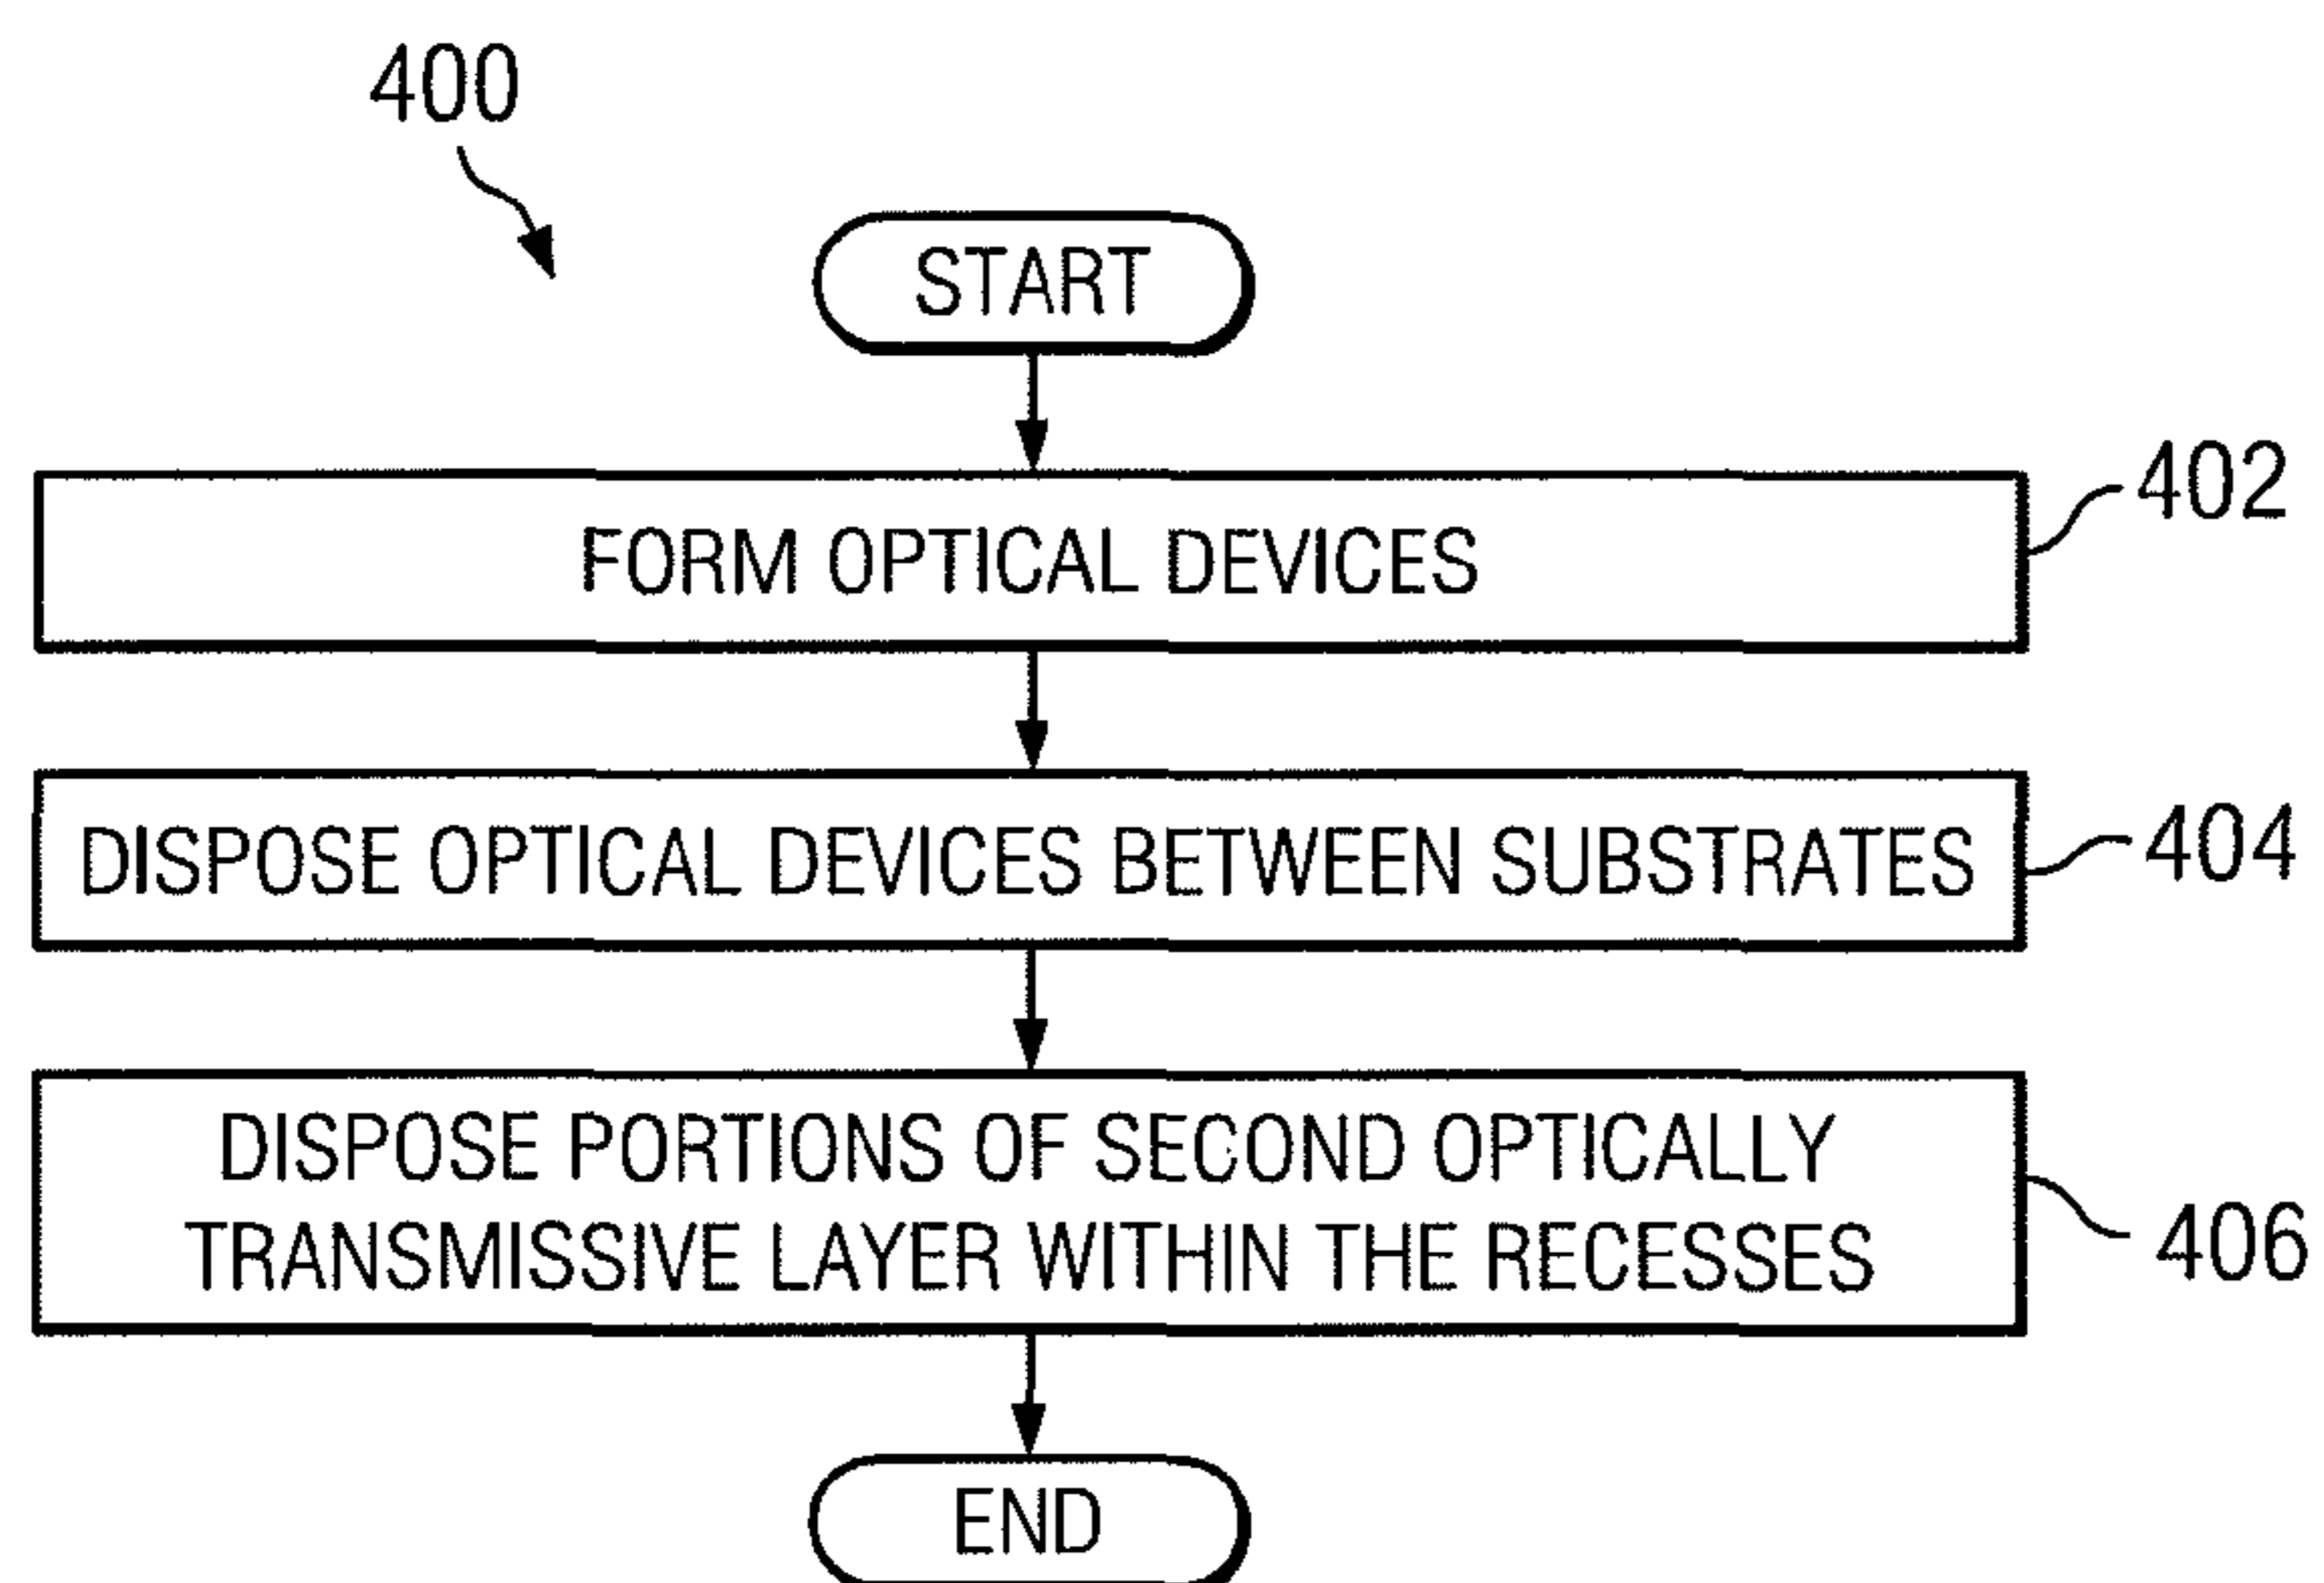 400
START
FORM OPTICAL DEVICES
402
DISPOSE OPTICAL DEVICES BETWEEN SUBSTRATES
404
DISPOSE PORTIONS OF SECOND OPTICALLY
TRANSMISSIVE LAYER WITHIN THE RECESSES
406
END